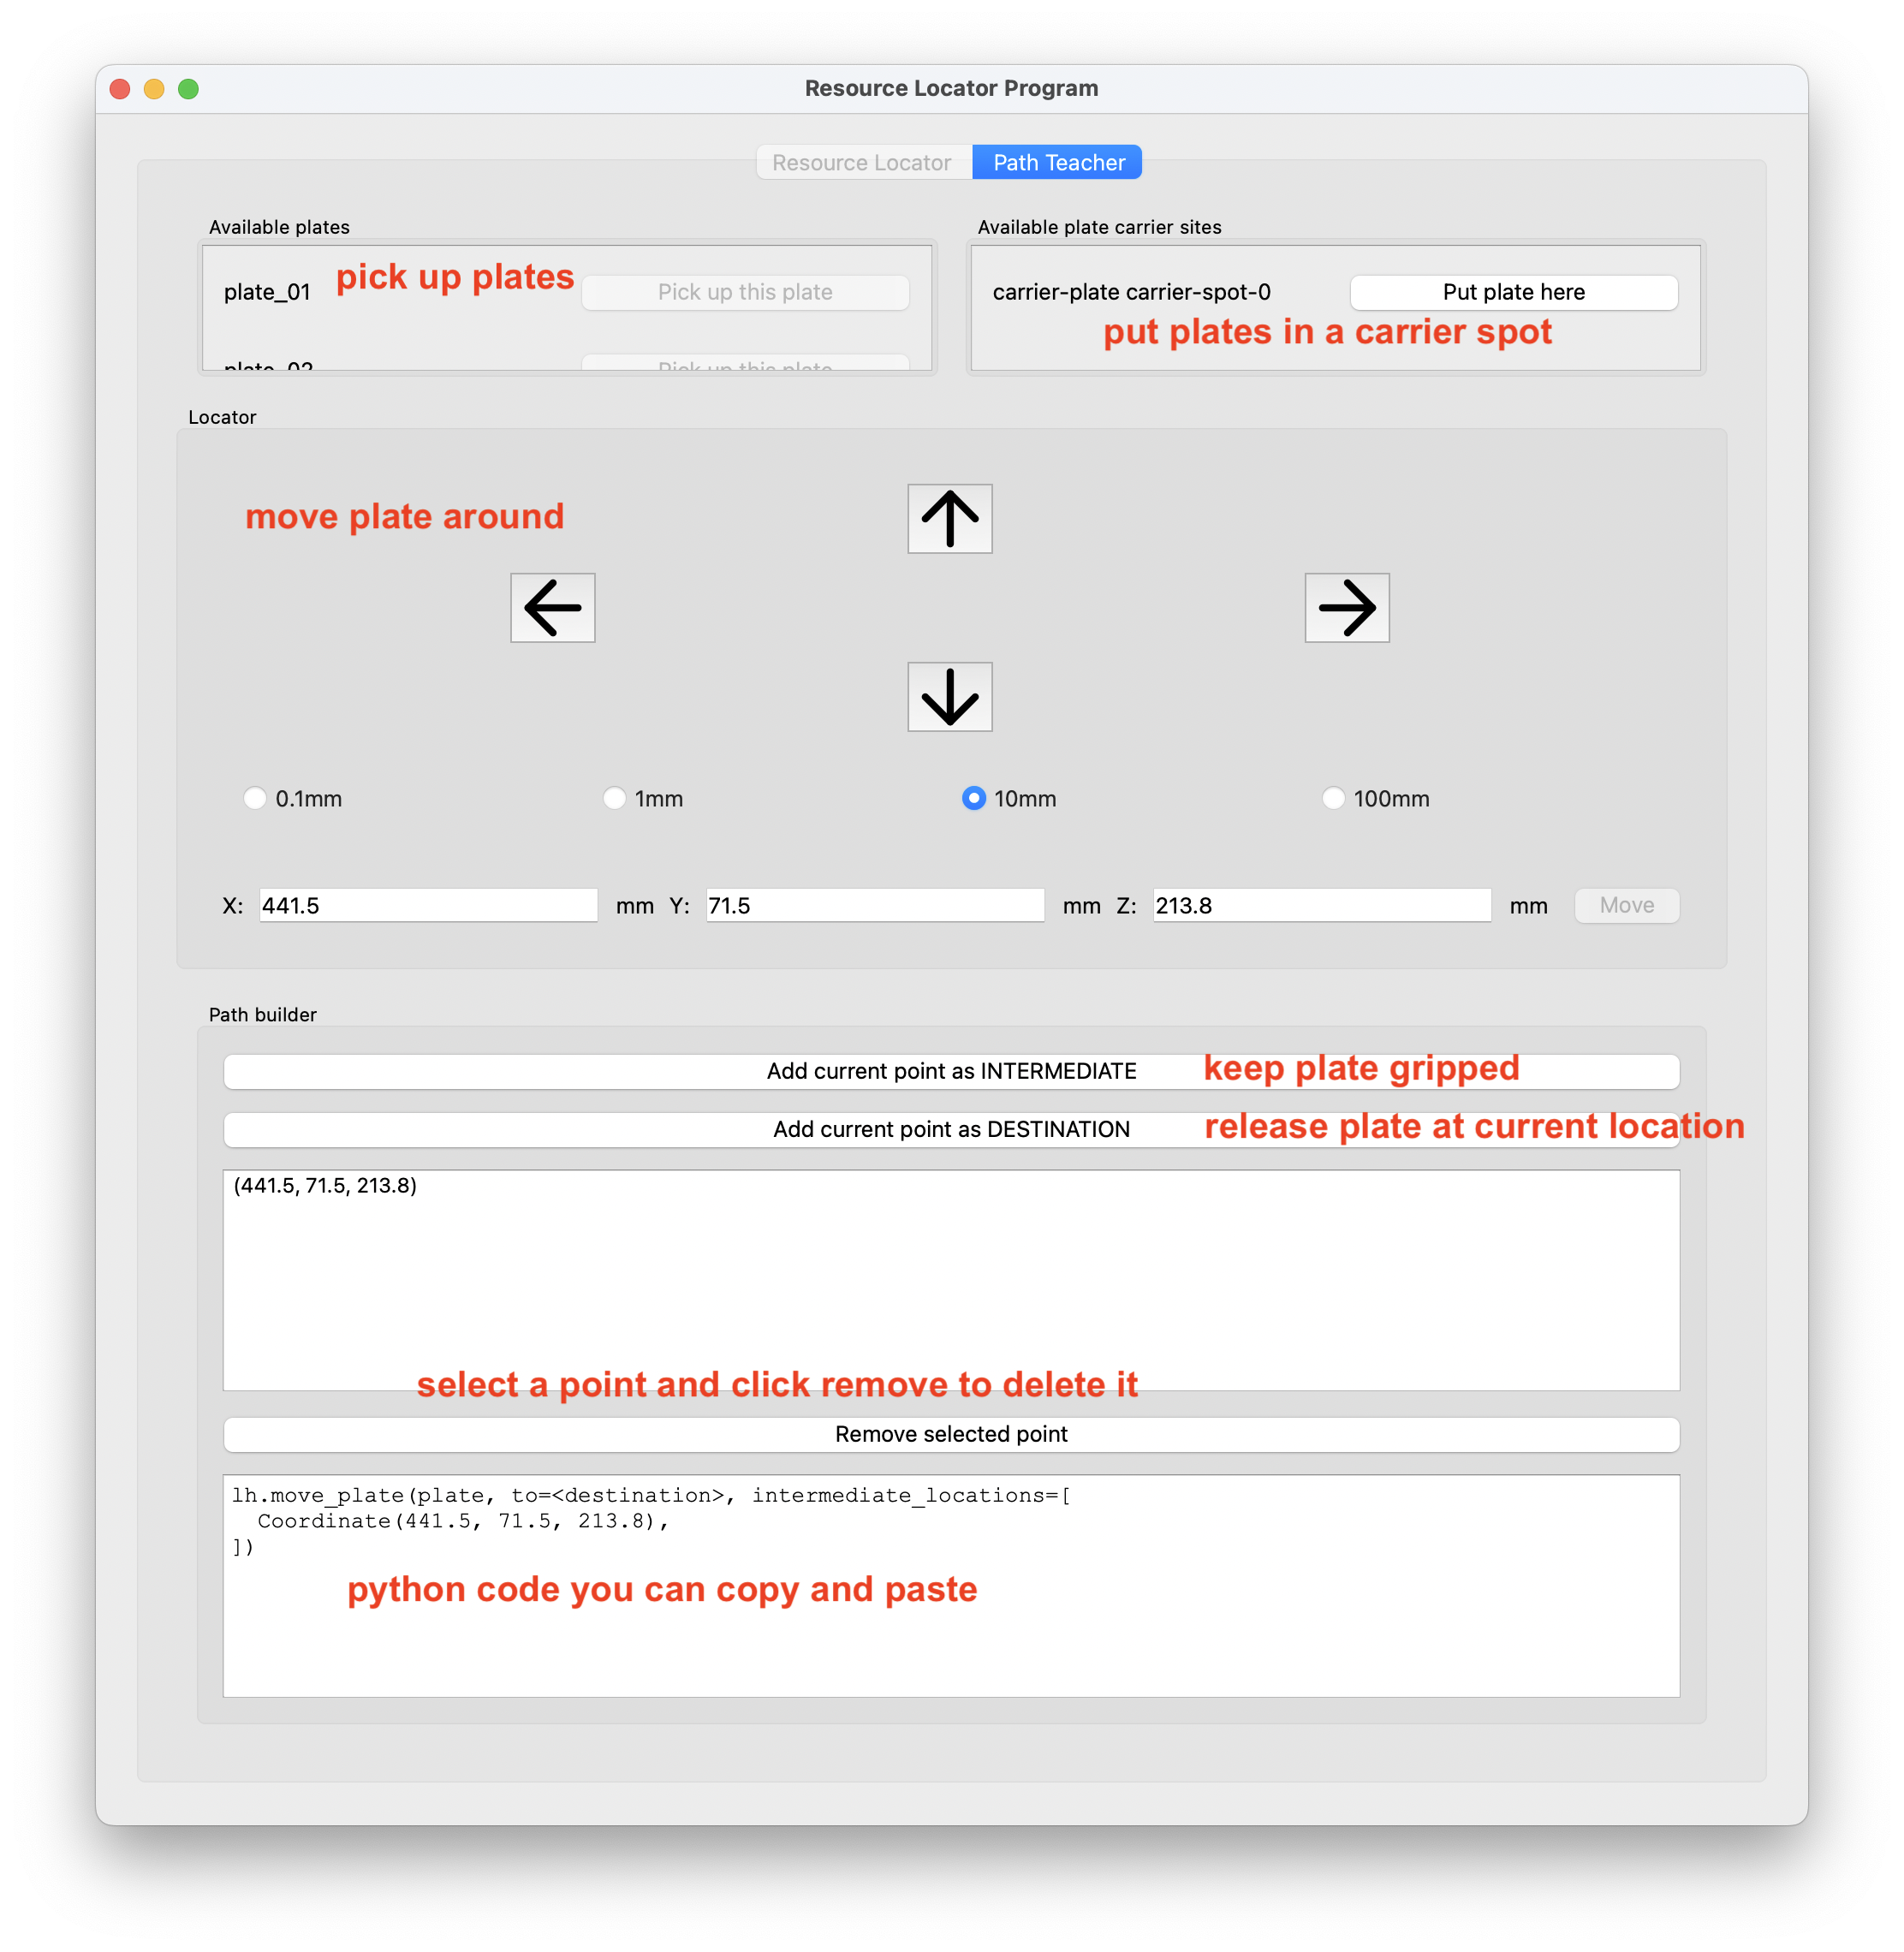 Resource Locator Program
Resource Locator Path Teacher
Available plates
plate_01 pick up plates Pick up this plate
plate_02 Pick up this plate
Available plate carrier sites
carrier-plate carrier-spot-0 Put plate here
put plates in a carrier spot
Locator
move plate around
0.1mm 1mm 10mm 100mm
X: 441.5 mm Y: 71.5 mm Z: 213.8 mm Move
Path builder
Add current point as INTERMEDIATE keep plate gripped
Add current point as DESTINATION release plate at current location
(441.5, 71.5, 213.8)
select a point and click remove to delete it
Remove selected point
lh.move_plate(plate, to=<destination>, intermediate_locations=[
  Coordinate(441.5, 71.5, 213.8),
])
python code you can copy and paste